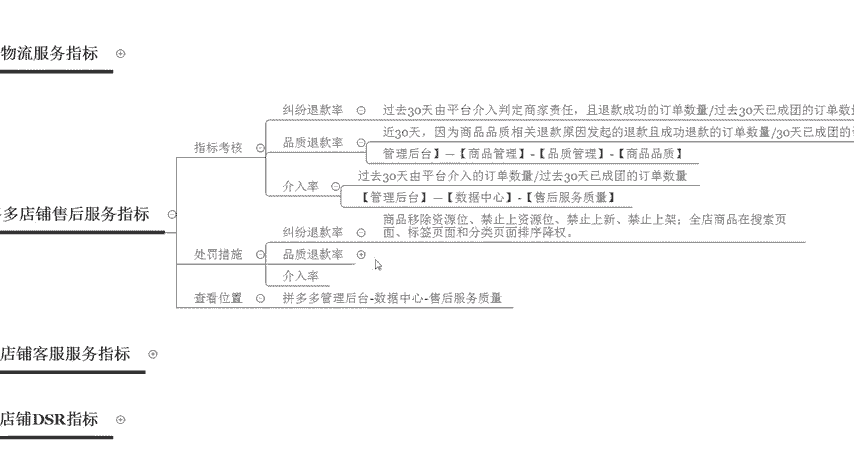 物流服务指标
纠纷退款率
过去30天由平台介入判定商家责任，且退款成功的订单数量/过去30天已成团的订单数
近30天，因为商品品质相关退款原因发起的退款且成功退款的订单数量/30天已成团的
指标考核
品质退款率
管理后台】—【商品管理】-【品质管理】-【商品品质】
过去30天由平台介入的订单数量/过去30天已成团的订单数量
介入率
【管理后台】—【数据中心】-【售后服务质量】
多店铺售后服务指标
商品移除资源位、禁止上资源位、禁止上新、禁止上架；全店商品在搜索页
纠纷退款率
面、标签页面和分类页面排序降权。
处罚措施
品质退款率
介入率
查看位置
拼多多管理后台-数据中心-售后服务质量
店铺客服服务指标
店铺DSR指标